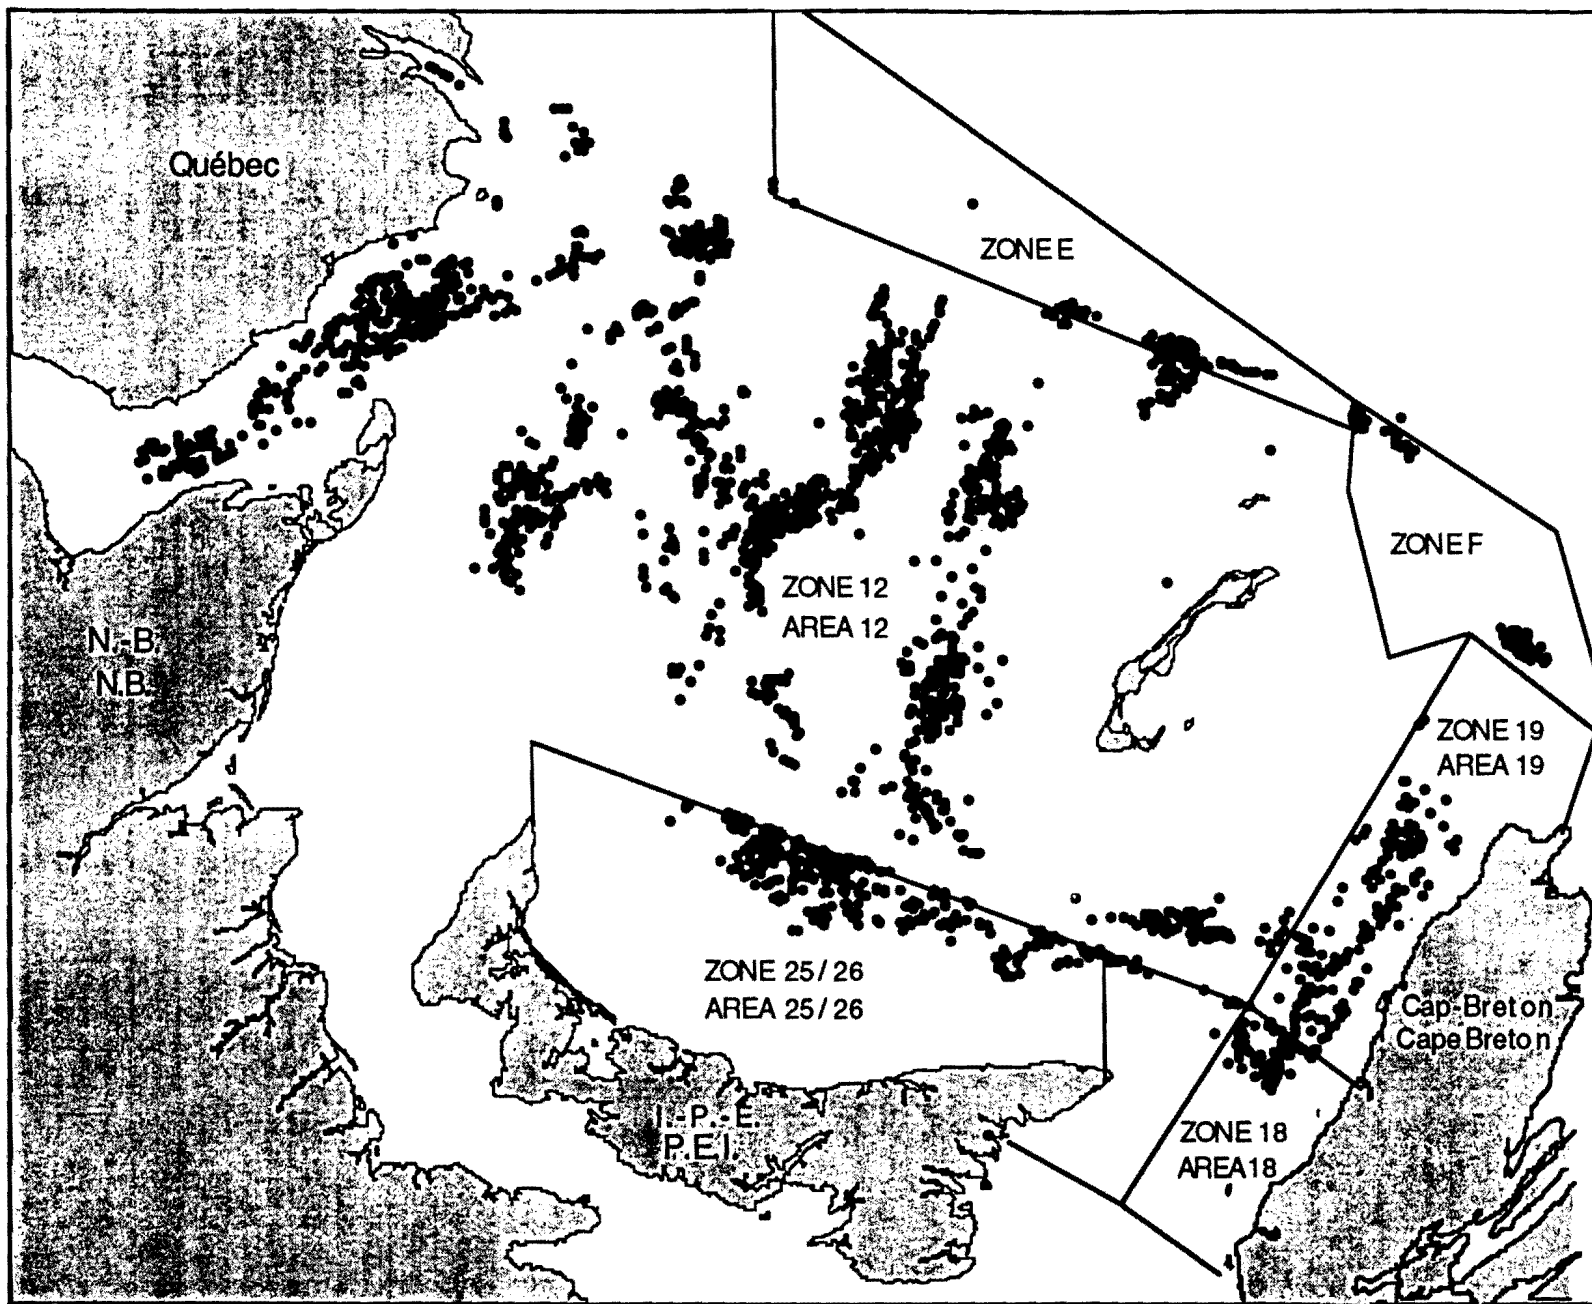 Québec
ZONE E
ZONE F
ZONE 12
AREA 12
N.-B.
N.B.
ZONE 19
AREA 19
ZONE 25 / 26
AREA 25 / 26
Cap-Breton
Cape Breton
I.-P.-E.
P.E.I.
ZONE 18
AREA 18